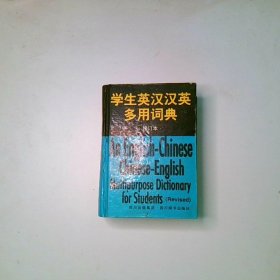 学生英汉汉英
多用词典
修订本
An English-Chinese
Chinese-English
Multipurpose Dictionary
for Students (Revised)